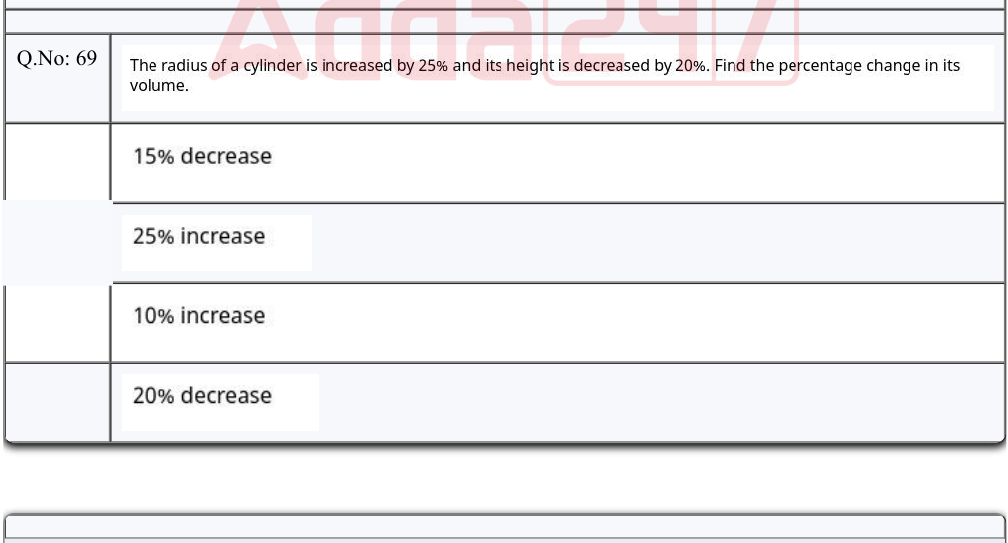 Adda247
Q.No: 69
The radius of a cylinder is increased by 25% and its height is decreased by 20%. Find the percentage change in its
volume.
15% decrease
25% increase
10% increase
20% decrease